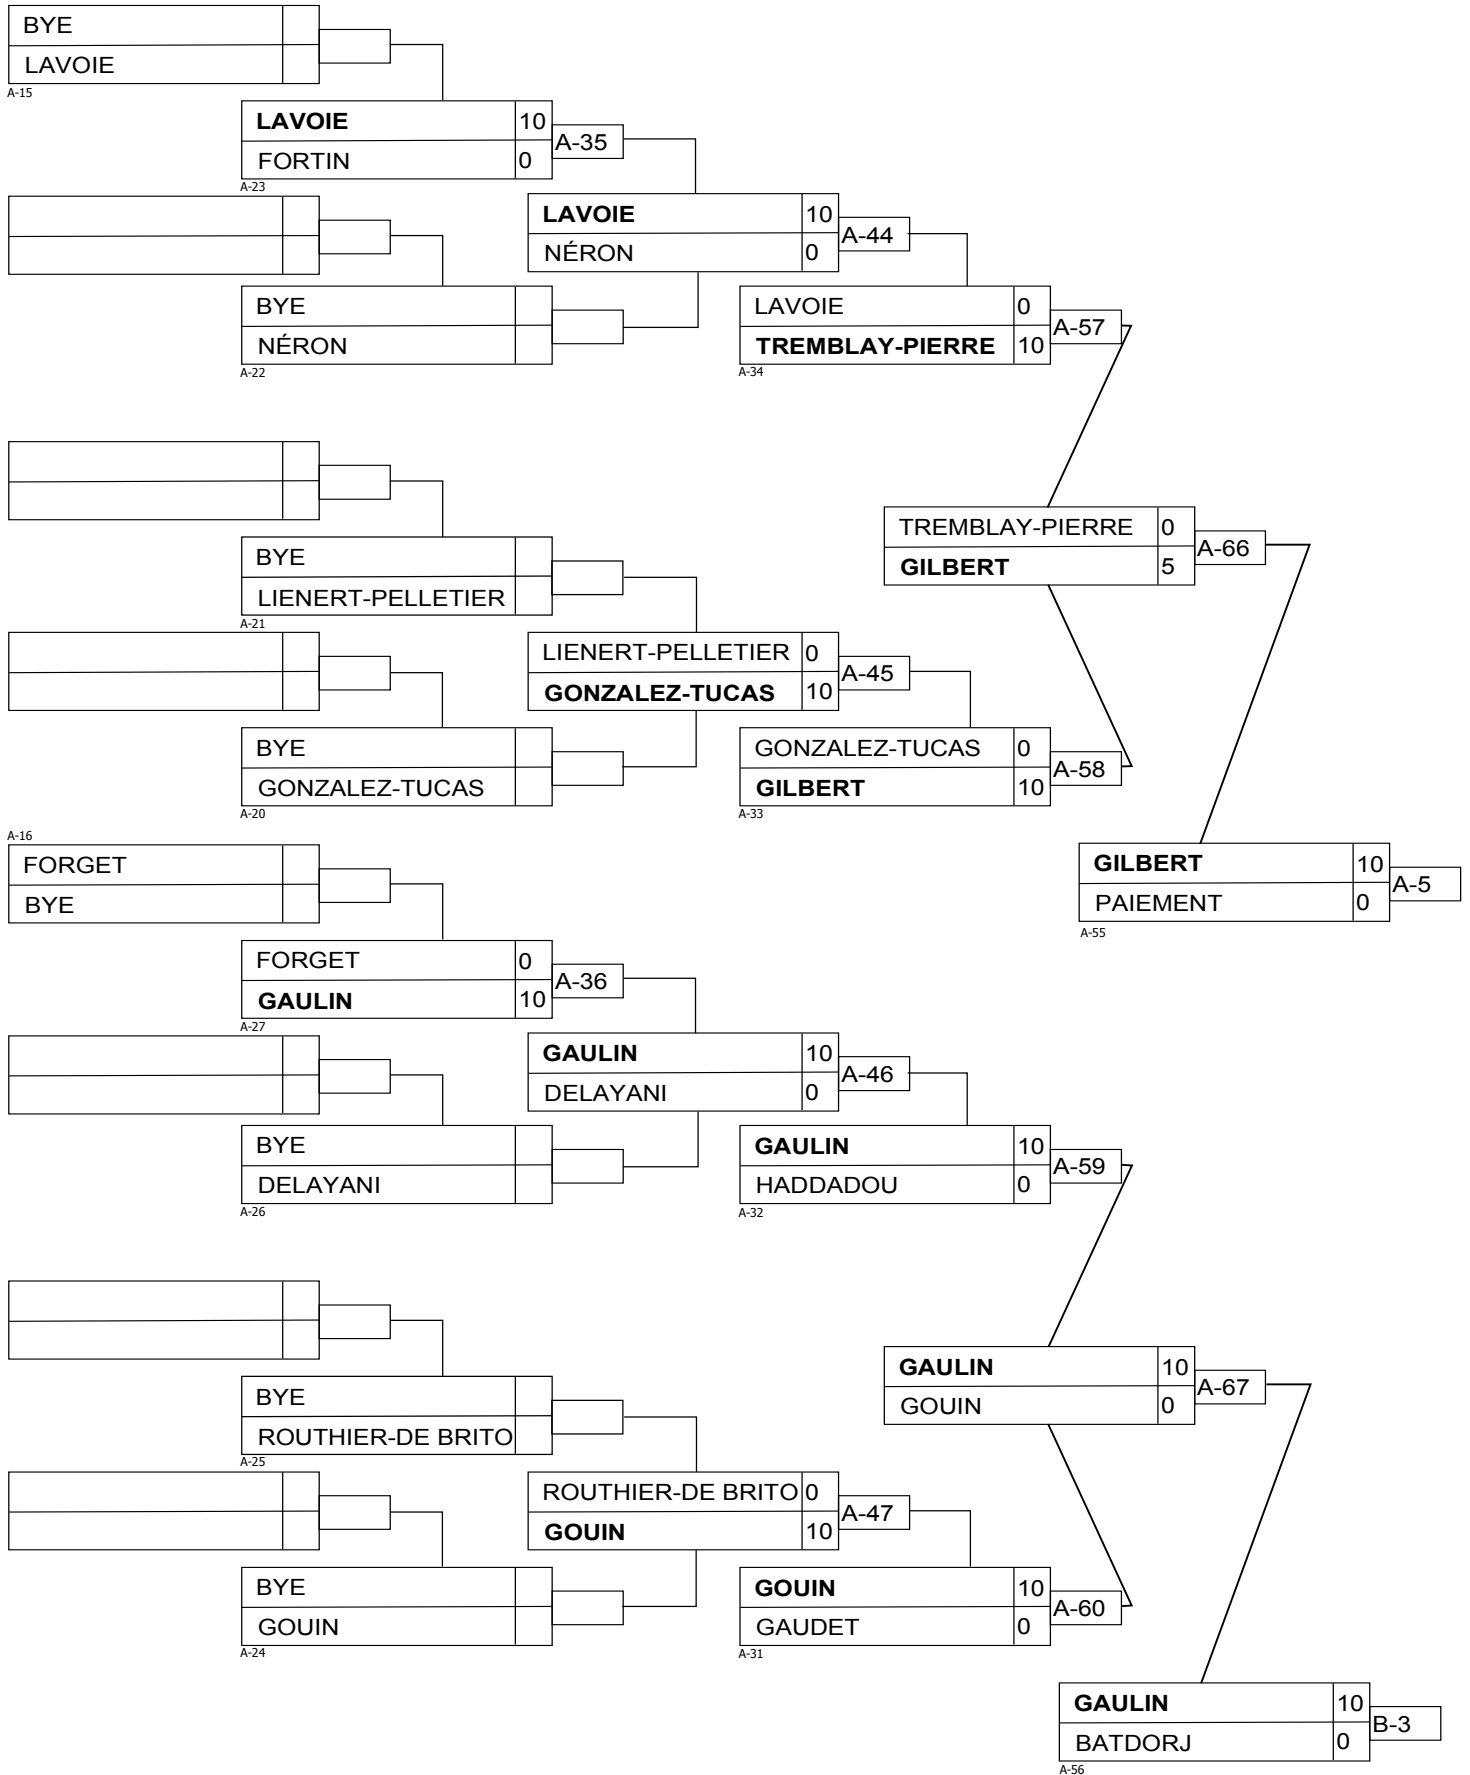 BYE
LAVOIE
A-15
LAVOIE 10
FORTIN 0
A-35
A-23
LAVOIE 10
NÉRON 0
A-44
BYE
NÉRON
A-22
LAVOIE 0
TREMBLAY-PIERRE 10
A-57
A-34
TREMBLAY-PIERRE 0
GILBERT 5
A-66
BYE
LIENERT-PELLETIER
A-21
LIENERT-PELLETIER 0
GONZALEZ-TUCAS 10
A-45
BYE
GONZALEZ-TUCAS
A-20
GONZALEZ-TUCAS 0
GILBERT 10
A-58
A-33
A-16
FORGET
BYE
GILBERT 10
PAIEMENT 0
A-5
A-55
FORGET 0
GAULIN 10
A-36
A-27
GAULIN 10
DELAYANI 0
A-46
BYE
DELAYANI
A-26
GAULIN 10
HADDADOU 0
A-59
A-32
GAULIN 10
GOUIN 0
A-67
BYE
ROUTHIER-DE BRITO
A-25
ROUTHIER-DE BRITO 0
GOUIN 10
A-47
BYE
GOUIN
A-24
GOUIN 10
GAUDET 0
A-60
A-31
GAULIN 10
BATDORJ 0
B-3
A-56